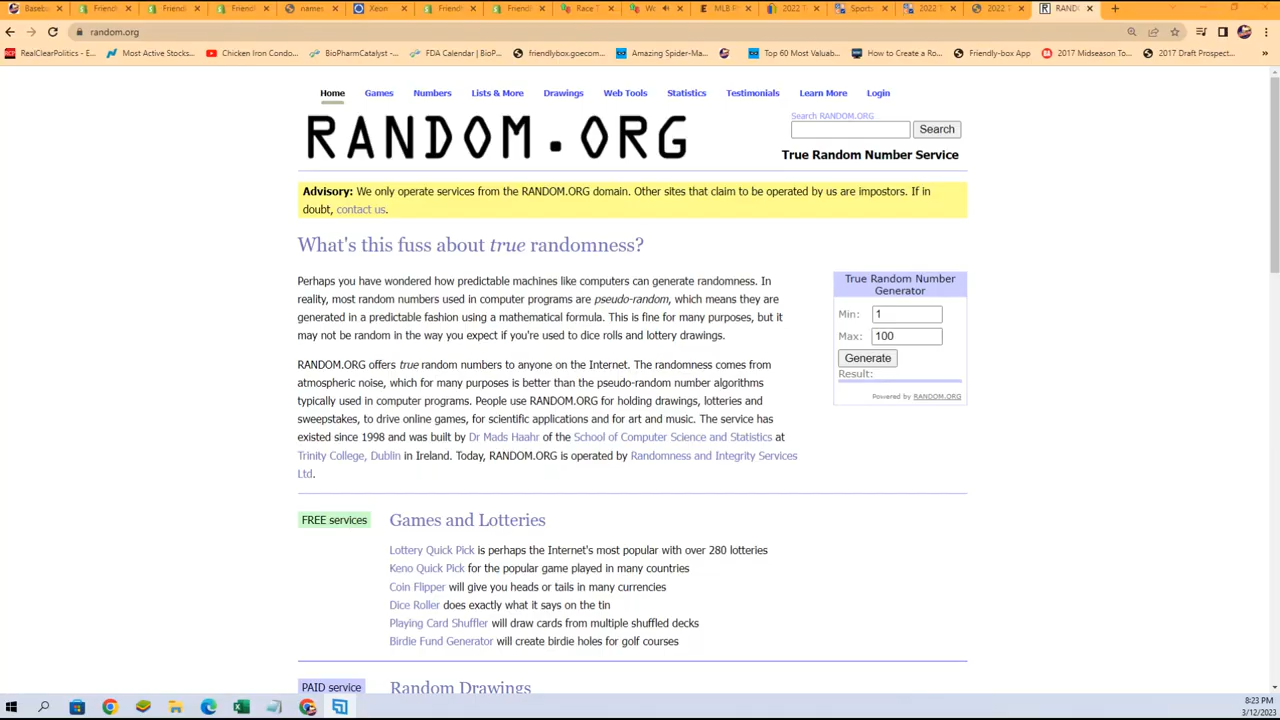 Baseb
Friendl
Friendl
Friendl
names
Xeon
Friendl
Friendl
Race T
W
MLB P
2022 T
Sports
2022 T
2022 T
RANDO
random.org
RealClearPolitics - E...
Most Active Stocks...
Chicken Iron Condo...
BioPharmCatalyst -...
FDA Calendar | BioP...
friendlybox.goecom...
Amazing Spider-Ma...
Top 60 Most Valuab...
How to Create a Ro...
Friendly-box App
2017 Midseason To...
2017 Draft Prospect...
»
Home Games Numbers Lists & More Drawings Web Tools Statistics Testimonials Learn More Login
RANDOM.ORG
Search RANDOM.ORG
Search
True Random Number Service
Advisory: We only operate services from the RANDOM.ORG domain. Other sites that claim to be operated by us are impostors. If in
doubt, contact us.
What's this fuss about true randomness?
Perhaps you have wondered how predictable machines like computers can generate randomness. In
reality, most random numbers used in computer programs are pseudo-random, which means they are
generated in a predictable fashion using a mathematical formula. This is fine for many purposes, but it
may not be random in the way you expect if you're used to dice rolls and lottery drawings.
RANDOM.ORG offers true random numbers to anyone on the Internet. The randomness comes from
atmospheric noise, which for many purposes is better than the pseudo-random number algorithms
typically used in computer programs. People use RANDOM.ORG for holding drawings, lotteries and
sweepstakes, to drive online games, for scientific applications and for art and music. The service has
existed since 1998 and was built by Dr Mads Haahr of the School of Computer Science and Statistics at
Trinity College, Dublin in Ireland. Today, RANDOM.ORG is operated by Randomness and Integrity Services
Ltd.
True Random Number
Generator
Min: 1
Max: 100
Generate
Result:
Powered by RANDOM.ORG
FREE services
Games and Lotteries
Lottery Quick Pick is perhaps the Internet's most popular with over 280 lotteries
Keno Quick Pick for the popular game played in many countries
Coin Flipper will give you heads or tails in many currencies
Dice Roller does exactly what it says on the tin
Playing Card Shuffler will draw cards from multiple shuffled decks
Birdie Fund Generator will create birdie holes for golf courses
PAID service
Random Drawings
8:23 PM
3/12/2023